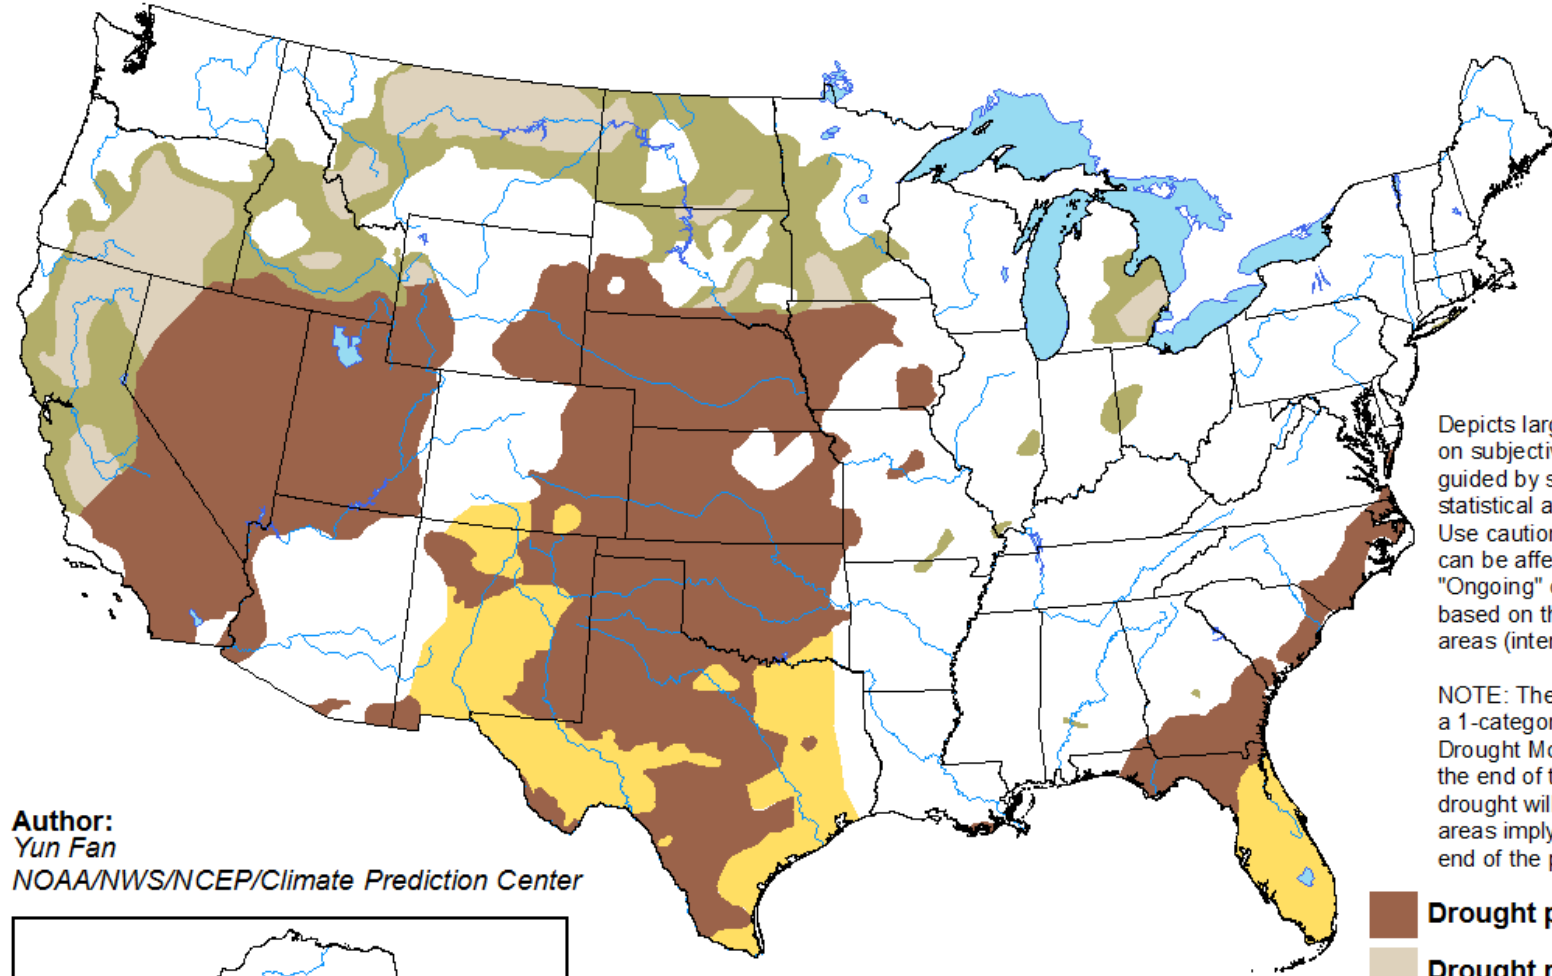 Depicts larg
on subjectiv
guided by s
statistical a
Use caution
can be affe
"Ongoing" 
based on th
areas (inter
NOTE: The
a 1-categor
Drought Mo
the end of t
drought wil
areas imply
end of the p
Author:
Yun Fan
NOAA/NWS/NCEP/Climate Prediction Center
Drought p
Drought